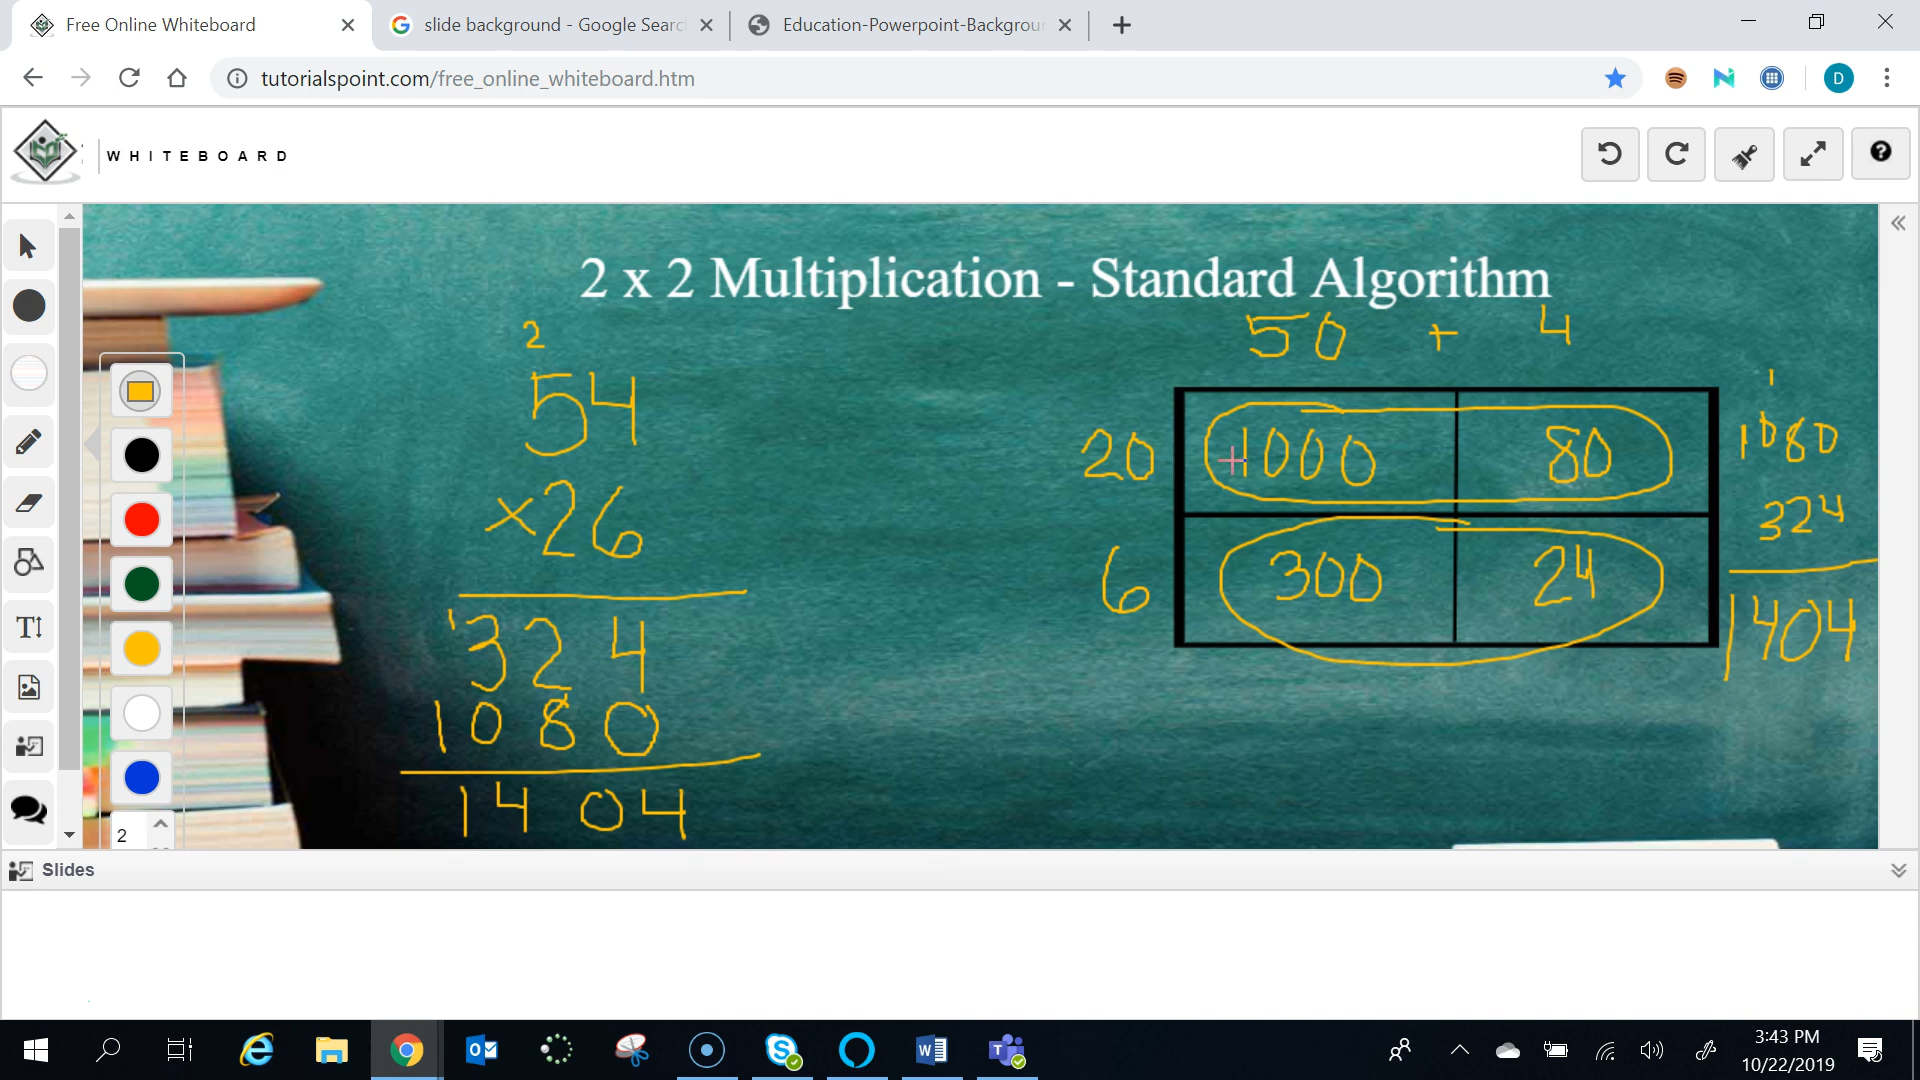 Free Online Whiteboard
slide background - Google Searc
Education-Powerpoint-Backgrou
tutorialspoint.com/free_online_whiteboard.htm
D
WHITEBOARD
2 x 2 Multiplication - Standard Algorithm
2
54
×26
1
324
1080
1404
50 + 4
20 1000 80
6 300 24
1
1080
324
1404
2
Slides
3:43 PM
10/22/2019